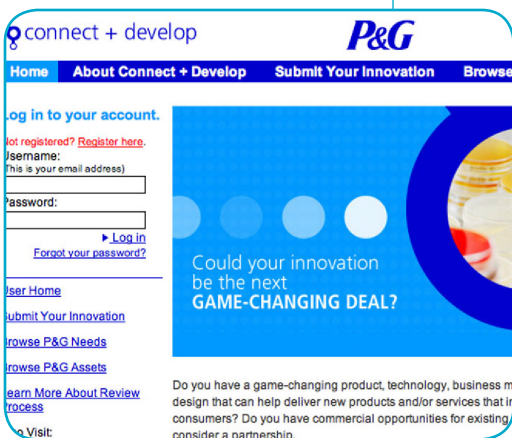 connect + develop
P&G
Home About Connect + Develop Submit Your Innovation Browse
Log in to your account.
Not registered? Register here.
Username:
(This is your email address)
Password:
Log in
Forgot your password?
User Home
Submit Your Innovation
Browse P&G Needs
Browse P&G Assets
Learn More About Review
Process
to Visit:
Could your innovation
be the next
GAME-CHANGING DEAL?
Do you have a game-changing product, technology, business
design that can help deliver new products and/or services that
consumers? Do you have commercial opportunities for existing
consider a partnership.